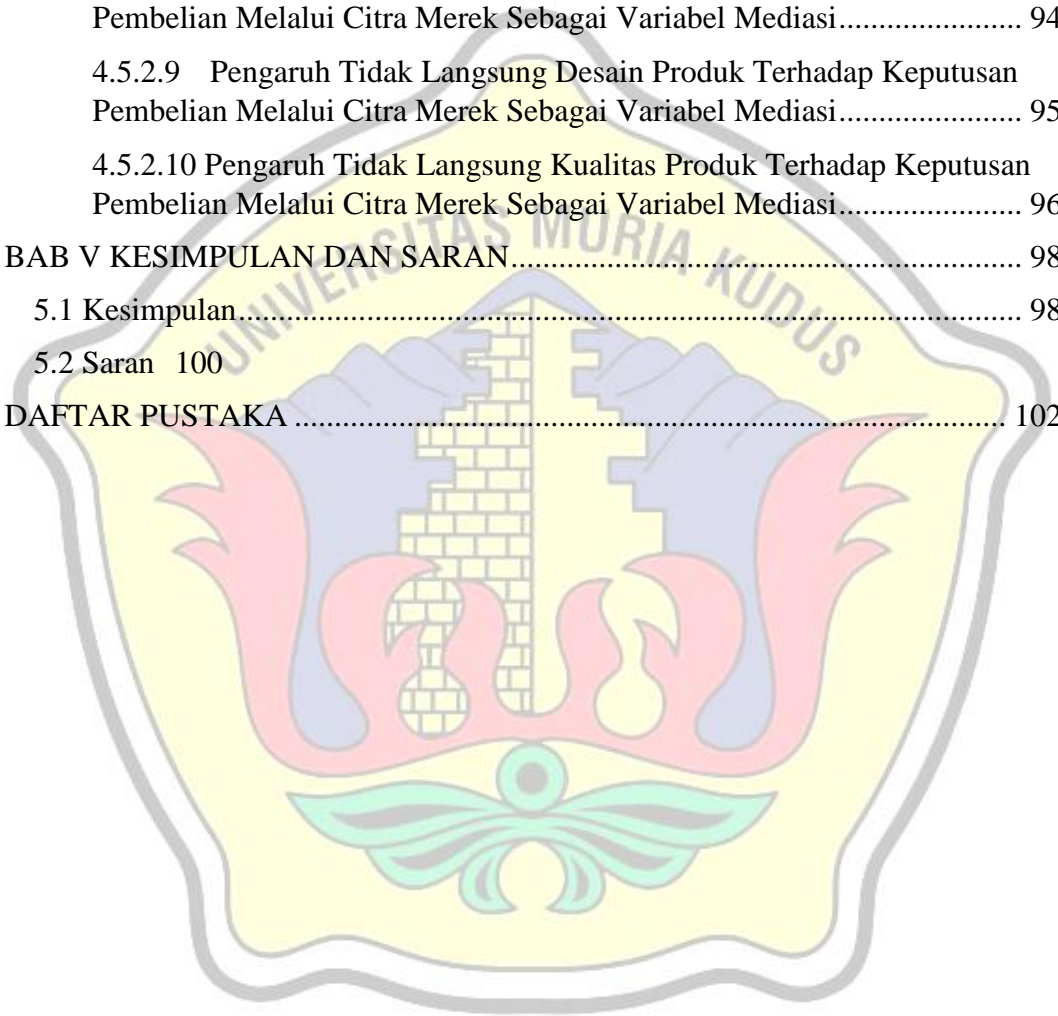 Pembelian Melalui Citra Merek Sebagai Variabel Mediasi.................... 94
4.5.2.9 Pengaruh Tidak Langsung Desain Produk Terhadap Keputusan
Pembelian Melalui Citra Merek Sebagai Variabel Mediasi.................... 95
4.5.2.10 Pengaruh Tidak Langsung Kualitas Produk Terhadap Keputusan
Pembelian Melalui Citra Merek Sebagai Variabel Mediasi.................... 96
UNIVERSITAS MURIA KUDUS
BAB V KESIMPULAN DAN SARAN.................................................... 98
5.1 Kesimpulan.................................................................................. 98
5.2 Saran 100
DAFTAR PUSTAKA .......................................................................... 102